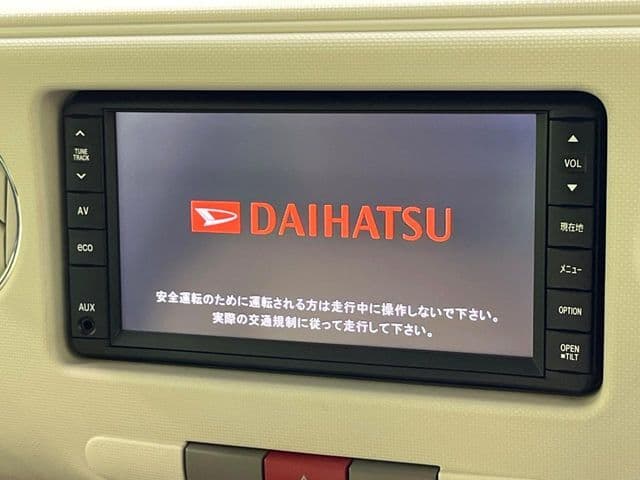 TUNE
TRACK
AV
eco
AUX
DAIHATSU
安全運転のために運転される方は走行中に操作しないで下さい。
実際の交通規制に従って走行して下さい。
VOL
現在地
メニュー
OPTION
OPEN
TILT